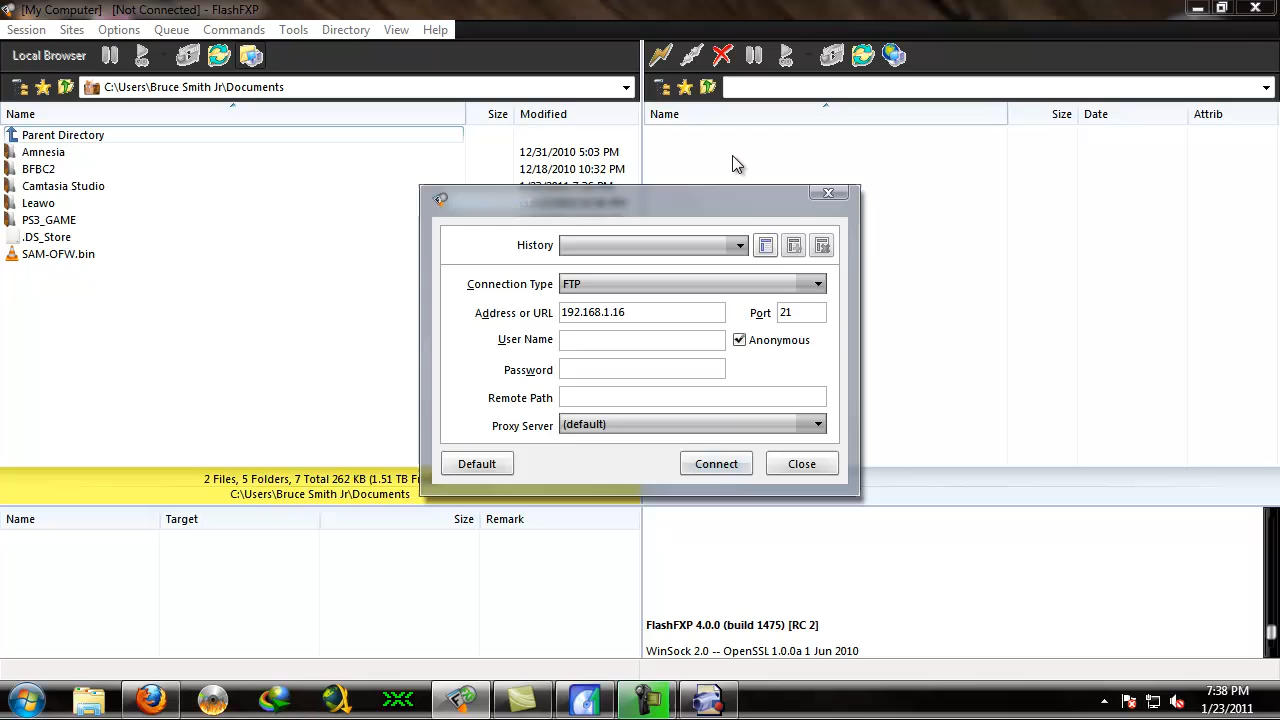 [My Computer] [Not Connected] - FlashFXP
Session Sites Options Queue Commands Tools Directory View Help
Local Browser
C:\Users\Bruce Smith Jr\Documents
Name Size Modified
Name Size Date Attrib
Parent Directory
Amnesia 12/31/2010 5:03 PM
BFBC2 12/18/2010 10:32 PM
Camtasia Studio 1/23/2011 7:36 PM
Leawo
PS3_GAME
.DS_Store
SAM-OFW.bin
History
Connection Type FTP
Address or URL 192.168.1.16 Port 21
User Name Anonymous
Password
Remote Path
Proxy Server (default)
Default Connect Close
2 Files, 5 Folders, 7 Total 262 KB (1.51 TB
C:\Users\Bruce Smith Jr\Documents
Name Target Size Remark
FlashFXP 4.0.0 (build 1475) [RC 2]
WinSock 2.0 -- OpenSSL 1.0.0a 1 Jun 2010
7:38 PM
1/23/2011